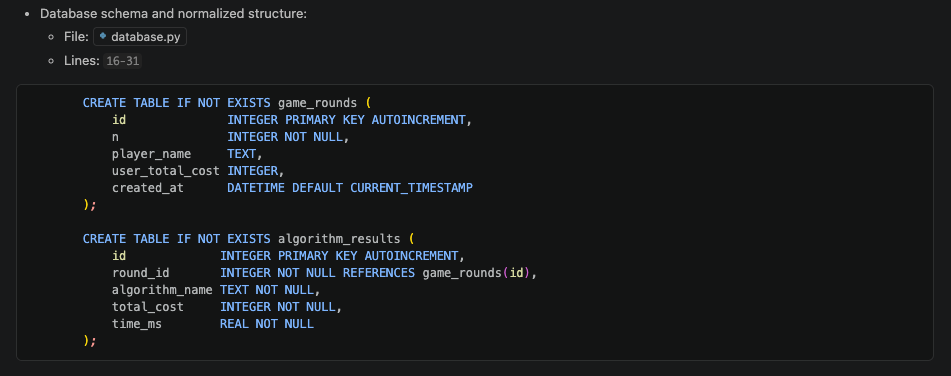 Database schema and normalized structure:
File: database.py
Lines: 16-31
CREATE TABLE IF NOT EXISTS game_rounds (
id INTEGER PRIMARY KEY AUTOINCREMENT,
n INTEGER NOT NULL,
player_name TEXT,
user_total_cost INTEGER,
created_at DATETIME DEFAULT CURRENT_TIMESTAMP
);
CREATE TABLE IF NOT EXISTS algorithm_results (
id INTEGER PRIMARY KEY AUTOINCREMENT,
round_id INTEGER NOT NULL REFERENCES game_rounds(id),
algorithm_name TEXT NOT NULL,
total_cost INTEGER NOT NULL,
time_ms REAL NOT NULL
);